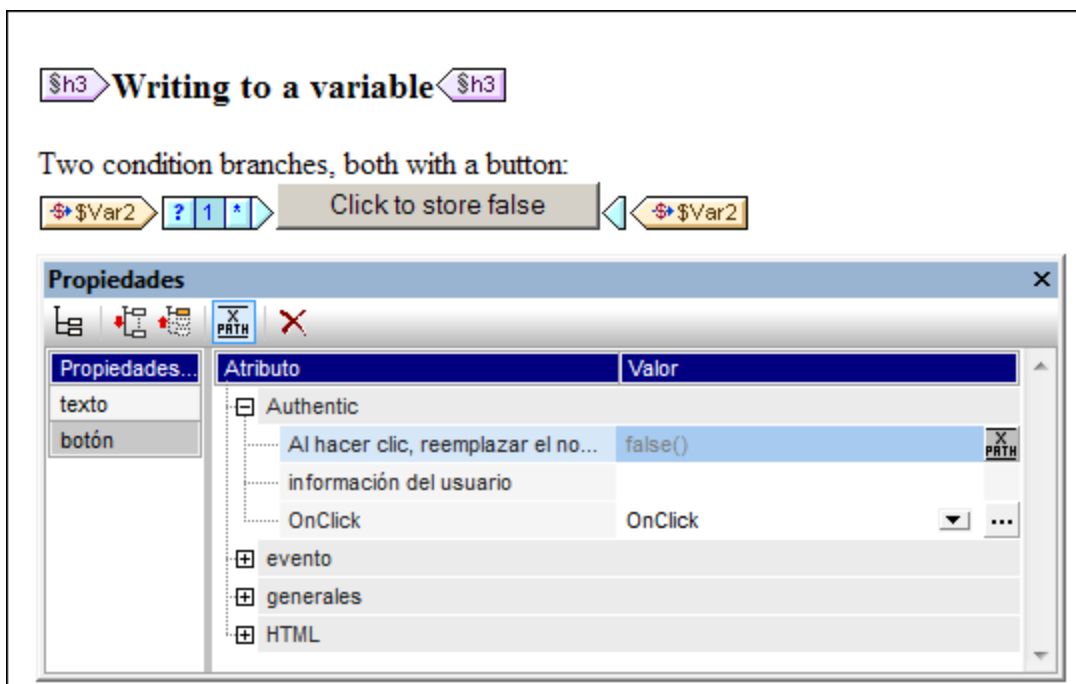 §h3 Writing to a variable §h3
Two condition branches, both with a button:
$ $Var2 ? 1 * Click to store false $ $Var2
Propiedades
X PATH
Propiedades... Atributo Valor
texto Authentic
botón Al hacer clic, reemplazar el no... false() X PATH
información del usuario
OnClick OnClick ...
evento
generales
HTML